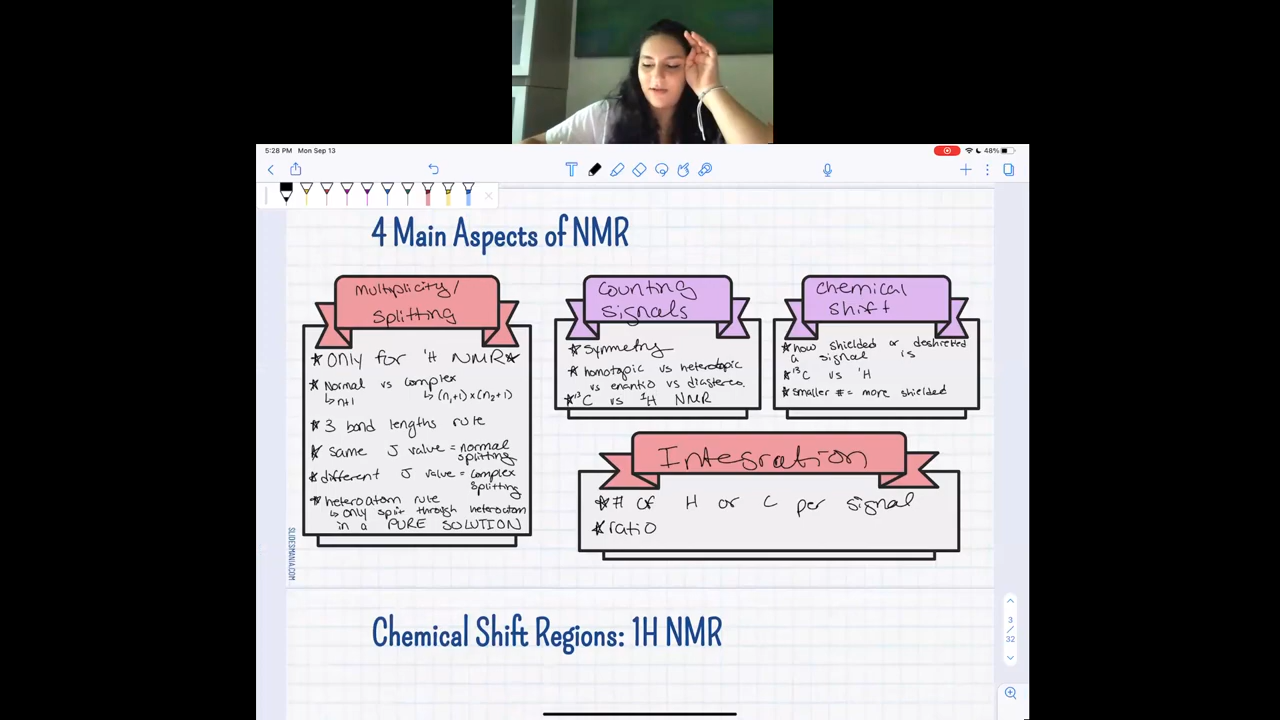 5:28 PM Mon Sep 13
48%
4 Main Aspects of NMR
Multiplicity/
Splitting
★ Only for ¹H NMR★
★ Normal vs complex
↳ n+1 ↳ (n₁+1)×(n₂+1)
★ 3 bond lengths rule
★ same J value = normal
splitting
★ different J value = complex
splitting
★ heteroatom rule
↳ only split through heteroatom
in a PURE SOLUTION
Counting
signals
★ symmetry
★ homotopic vs heterotopic
vs enantio vs diastereo.
★ ¹³C vs ¹H NMR
Chemical
shift
★ how shielded or deshielded
a signal is
★ ¹³C vs ¹H
★ smaller # = more shielded
Integration
★ # of H or C per signal
★ ratio
SLIDESMANIA.COM
Chemical Shift Regions: 1H NMR
3
/
32